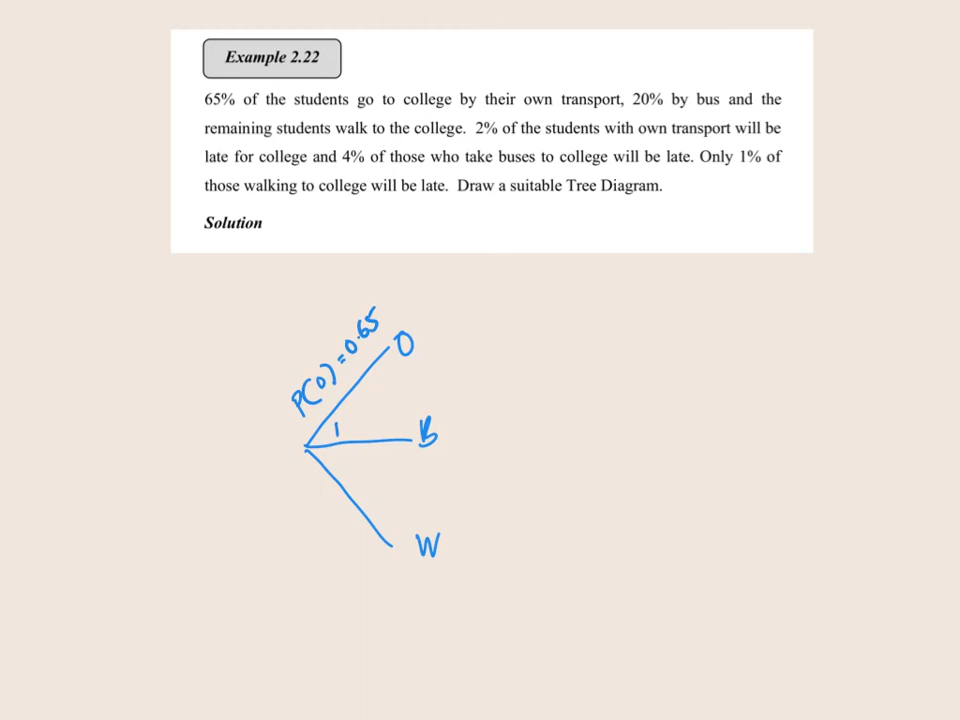 Example 2.22
65% of the students go to college by their own transport, 20% by bus and the
remaining students walk to the college. 2% of the students with own transport will be
late for college and 4% of those who take buses to college will be late. Only 1% of
those walking to college will be late. Draw a suitable Tree Diagram.
Solution
P(O) = 0.65
O
B
W